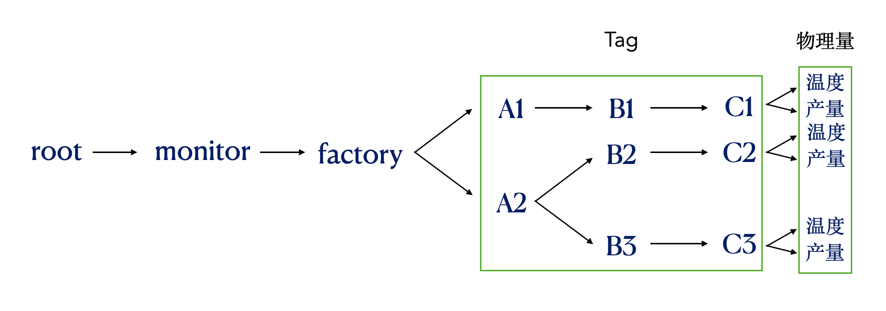 Tag
物理量
root
monitor
factory
A1
B1
C1
温度
产量
B2
C2
温度
产量
A2
B3
C3
温度
产量